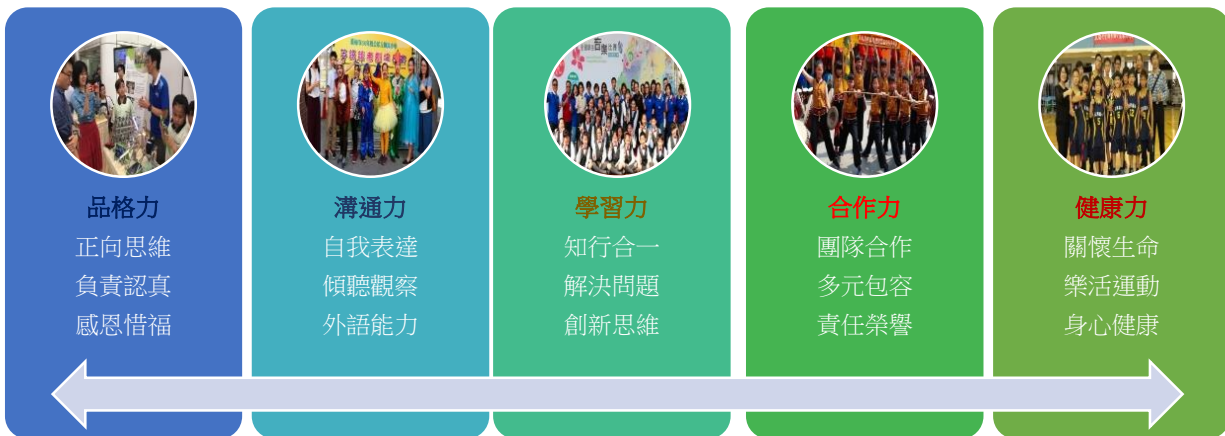 品格力
正向思維
負責認真
感恩惜福
溝通力
自我表達
傾聽觀察
外語能力
學習力
知行合一
解決問題
創新思維
合作力
團隊合作
多元包容
責任榮譽
健康力
關懷生命
樂活運動
身心健康